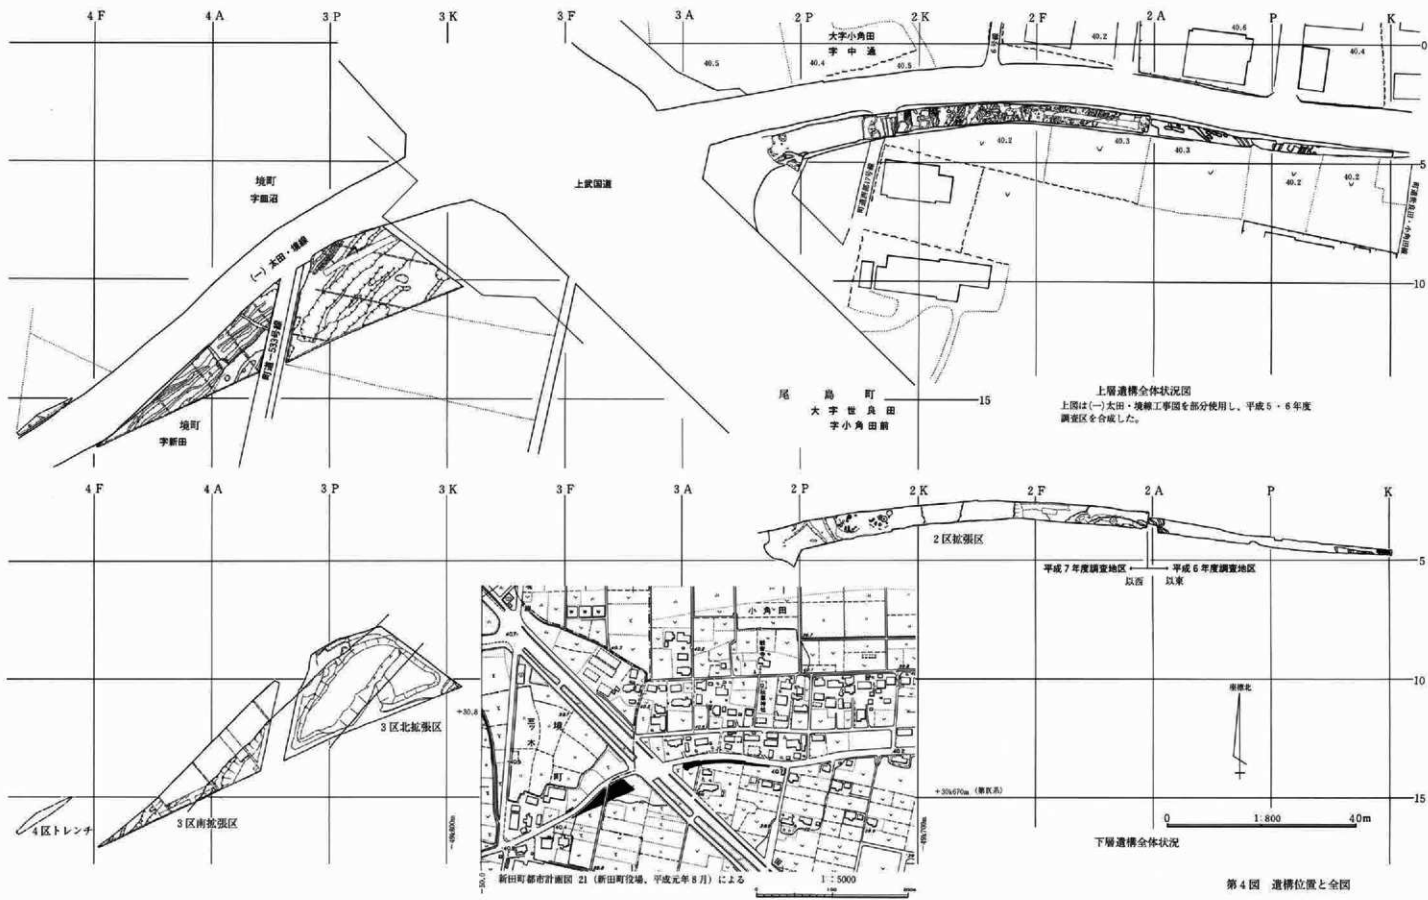 4F 4A 3P 3K 3F 3A 2P 2K 2F 2A P K
0
5
10
15
大字小角田
字中通
40.5
40.4
40.5
40.2
40.6
40.4
6号線
40.2
40.3
40.3
40.2
40.2
境町
字皿沼
上武国道
(一)太田・境線
町道-533号線
境町
字新田
尾島町
大字世良田
字小角田前
上層遺構全体状況図
上図は(一)太田・境線工事図を部分使用し、平成5・6年度
調査区を合成した。
4F 4A 3P 3K 3F 3A 2P 2K 2F 2A P K
5
10
15
2区拡張区
平成7年度調査地区
以西
平成6年度調査地区
以東
3区北拡張区
3区南拡張区
4区トレンチ
小角田
境
町
座標北
0 1:800 40m
下層遺構全体状況
新田町都市計画図 21(新田町役場、平成元年8月)による
1:5000
第4図 遺構位置と全図